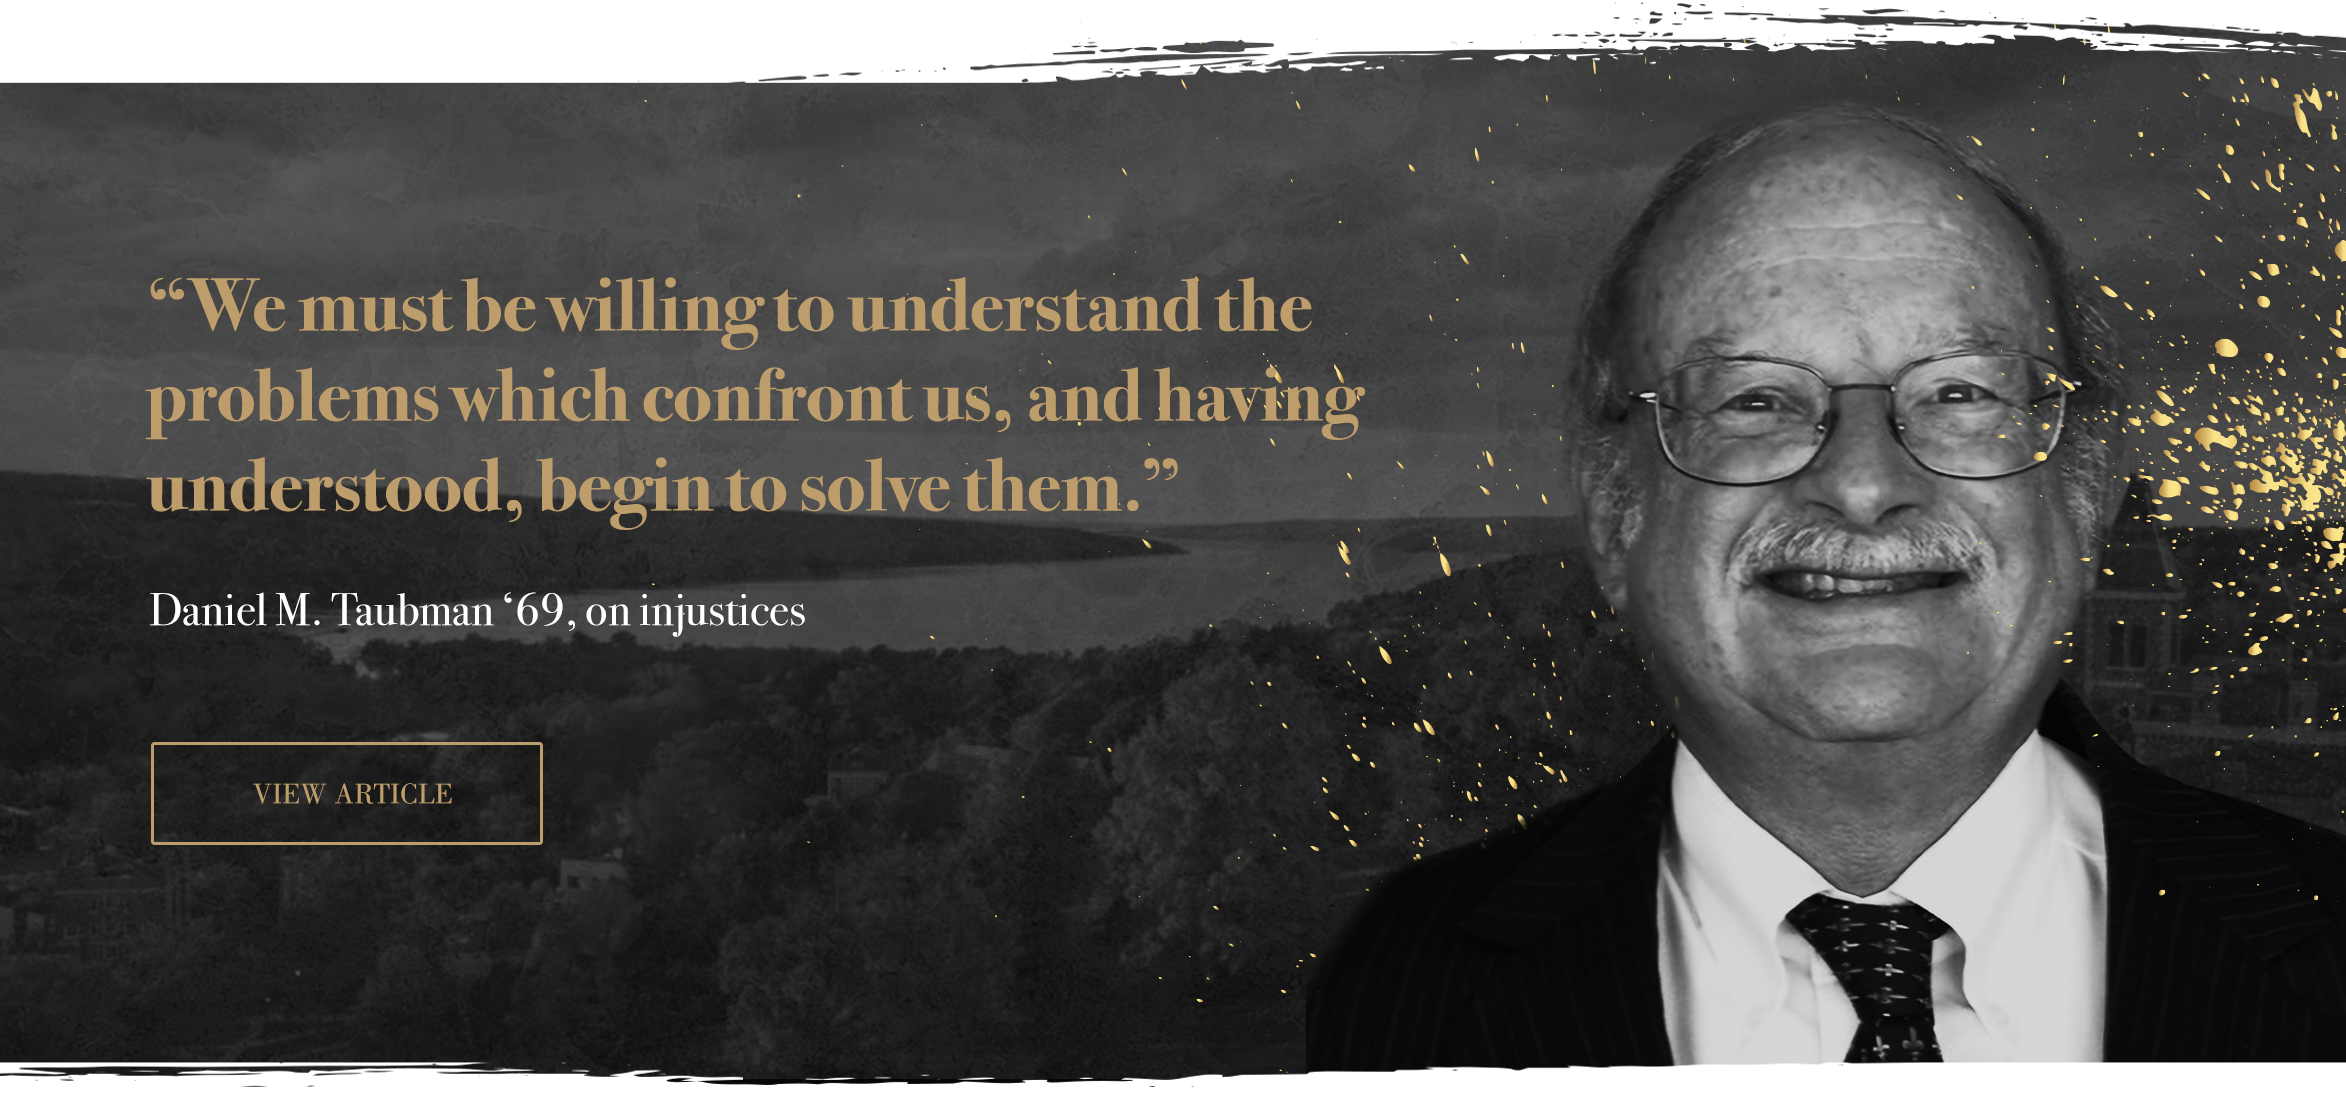 “We must be willing to understand the
problems which confront us, and having
understood, begin to solve them.”
Daniel M. Taubman ‘69, on injustices
VIEW ARTICLE